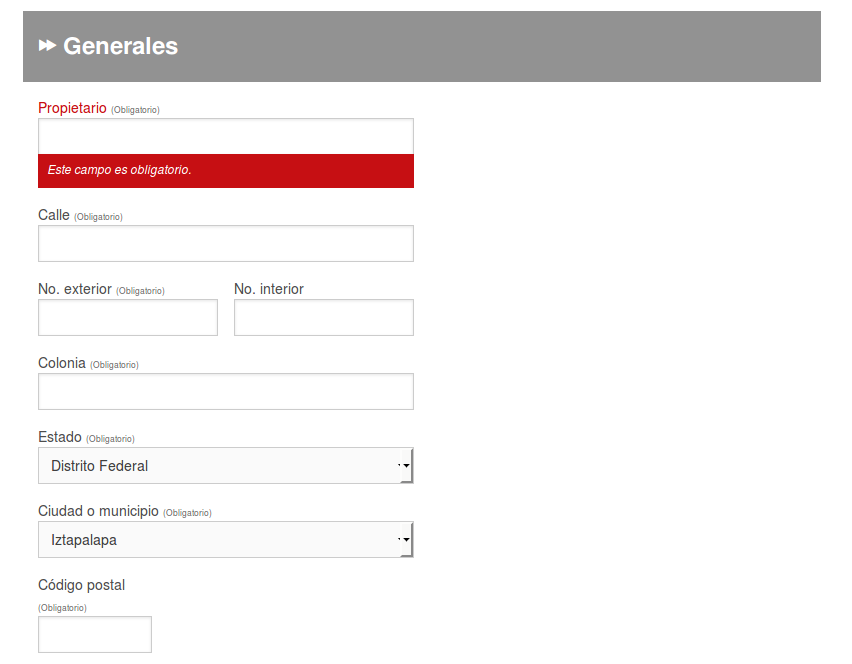 Generales
Propietario (Obligatorio)
Este campo es obligatorio.
Calle (Obligatorio)
No. exterior (Obligatorio) No. interior
Colonia (Obligatorio)
Estado (Obligatorio)
Distrito Federal
Ciudad o municipio (Obligatorio)
Iztapalapa
Código postal
(Obligatorio)